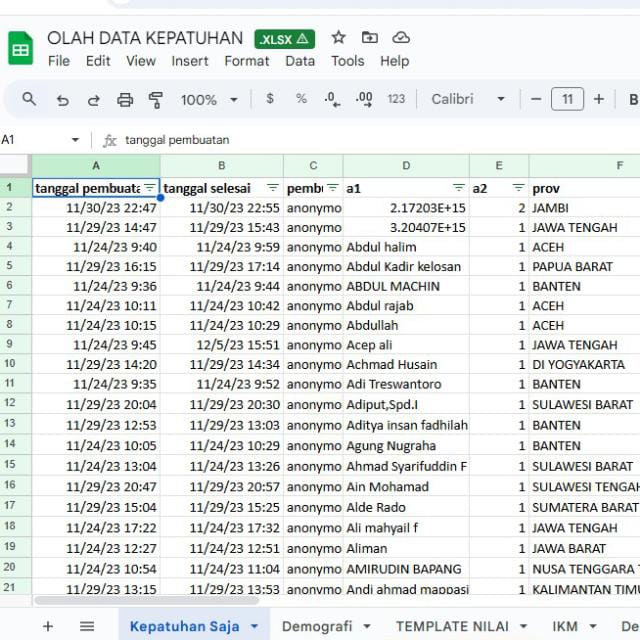 OLAH DATA KEPATUHAN .XLSX
File Edit View Insert Format Data Tools Help
100% $ % .0 .00 123 Calibri 11 B
A1 fx tanggal pembuatan
A B C D E F
1 tanggal pembuata tanggal selesai pemb a1 a2 prov
2 11/30/23 22:47 11/30/23 22:55 anonymo 2.17203E+15 2 JAMBI
3 11/29/23 14:47 11/29/23 15:43 anonymo 3.20407E+15 1 JAWA TENGAH
4 11/24/23 9:40 11/24/23 9:59 anonymo Abdul halim 1 ACEH
5 11/29/23 16:15 11/29/23 17:14 anonymo Abdul Kadir kelosan 1 PAPUA BARAT
6 11/24/23 9:36 11/24/23 9:44 anonymo ABDUL MACHIN 1 BANTEN
7 11/24/23 10:11 11/24/23 10:42 anonymo Abdul rajab 1 ACEH
8 11/24/23 10:15 11/24/23 10:29 anonymo Abdullah 1 ACEH
9 11/24/23 9:45 12/5/23 15:51 anonymo Acep ali 1 JAWA TENGAH
10 11/29/23 14:20 11/29/23 14:34 anonymo Achmad Husain 1 DI YOGYAKARTA
11 11/24/23 9:35 11/24/23 9:52 anonymo Adi Treswantoro 1 BANTEN
12 11/29/23 20:04 11/29/23 20:30 anonymo Adiput,Spd.I 1 SULAWESI BARAT
13 11/29/23 12:53 11/29/23 13:03 anonymo Aditya insan fadhilah 1 BANTEN
14 11/24/23 10:05 11/24/23 10:29 anonymo Agung Nugraha 1 BANTEN
15 11/24/23 13:04 11/24/23 13:26 anonymo Ahmad Syarifuddin F 1 SULAWESI BARAT
16 11/29/23 20:47 11/29/23 20:57 anonymo Ain Mohamad 1 SULAWESI TENGAH
17 11/29/23 15:04 11/29/23 15:25 anonymo Alde Rado 1 SUMATERA BARAT
18 11/24/23 17:22 11/24/23 17:32 anonymo Ali mahyail f 1 JAWA TENGAH
19 11/24/23 12:27 11/24/23 12:51 anonymo Aliman 1 JAWA BARAT
20 11/24/23 10:54 11/24/23 11:04 anonymo AMIRUDIN BAPANG 1 NUSA TENGGARA
21 11/29/23 13:15 11/29/23 13:53 anonymo Andi ahmad mappasi 1 KALIMANTAN TIMU
Kepatuhan Saja Demografi TEMPLATE NILAI IKM De